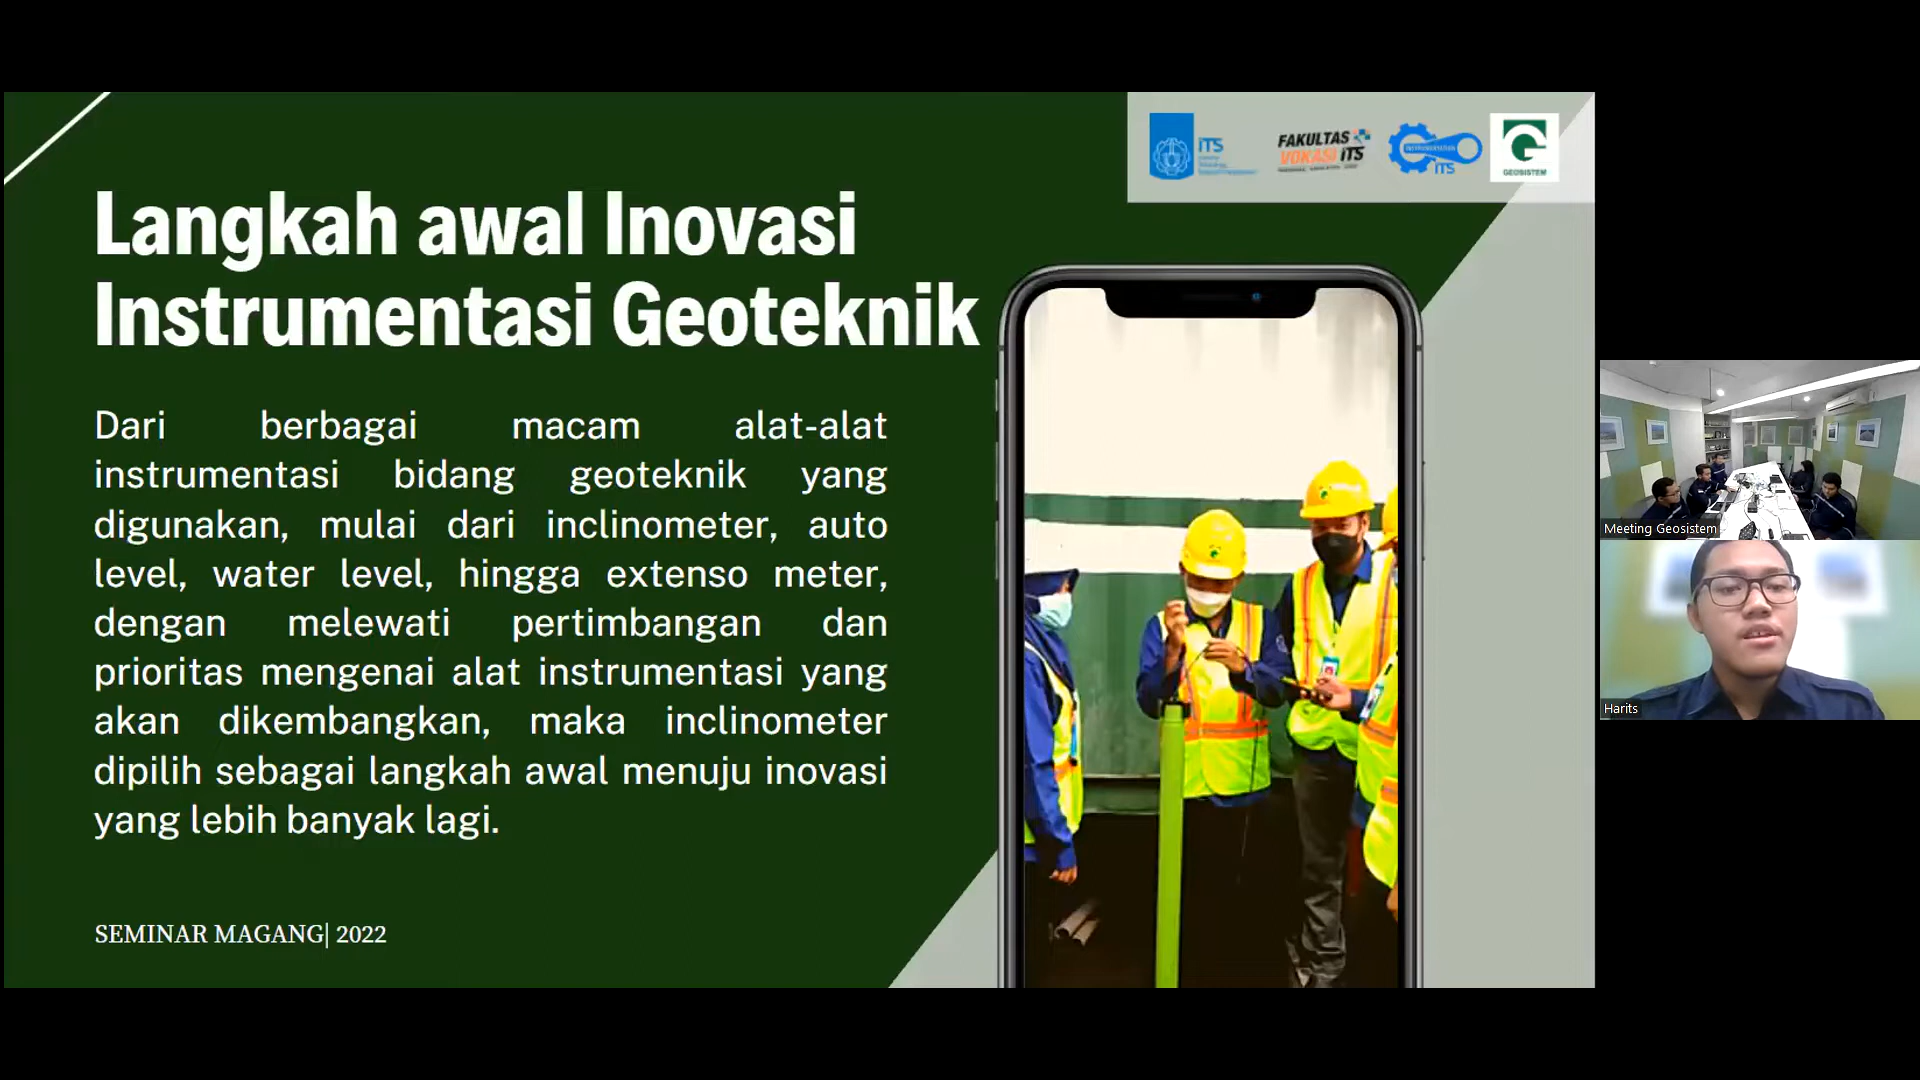 iTS
FAKULTAS
VOKASI iTS
iTS
GEOSISTEM
Langkah awal Inovasi
Instrumentasi Geoteknik
Dari berbagai macam alat-alat
instrumentasi bidang geoteknik yang
digunakan, mulai dari inclinometer, auto
level, water level, hingga extenso meter,
dengan melewati pertimbangan dan
prioritas mengenai alat instrumentasi yang
akan dikembangkan, maka inclinometer
dipilih sebagai langkah awal menuju inovasi
yang lebih banyak lagi.
SEMINAR MAGANG| 2022
Meeting Geosistem
Harits